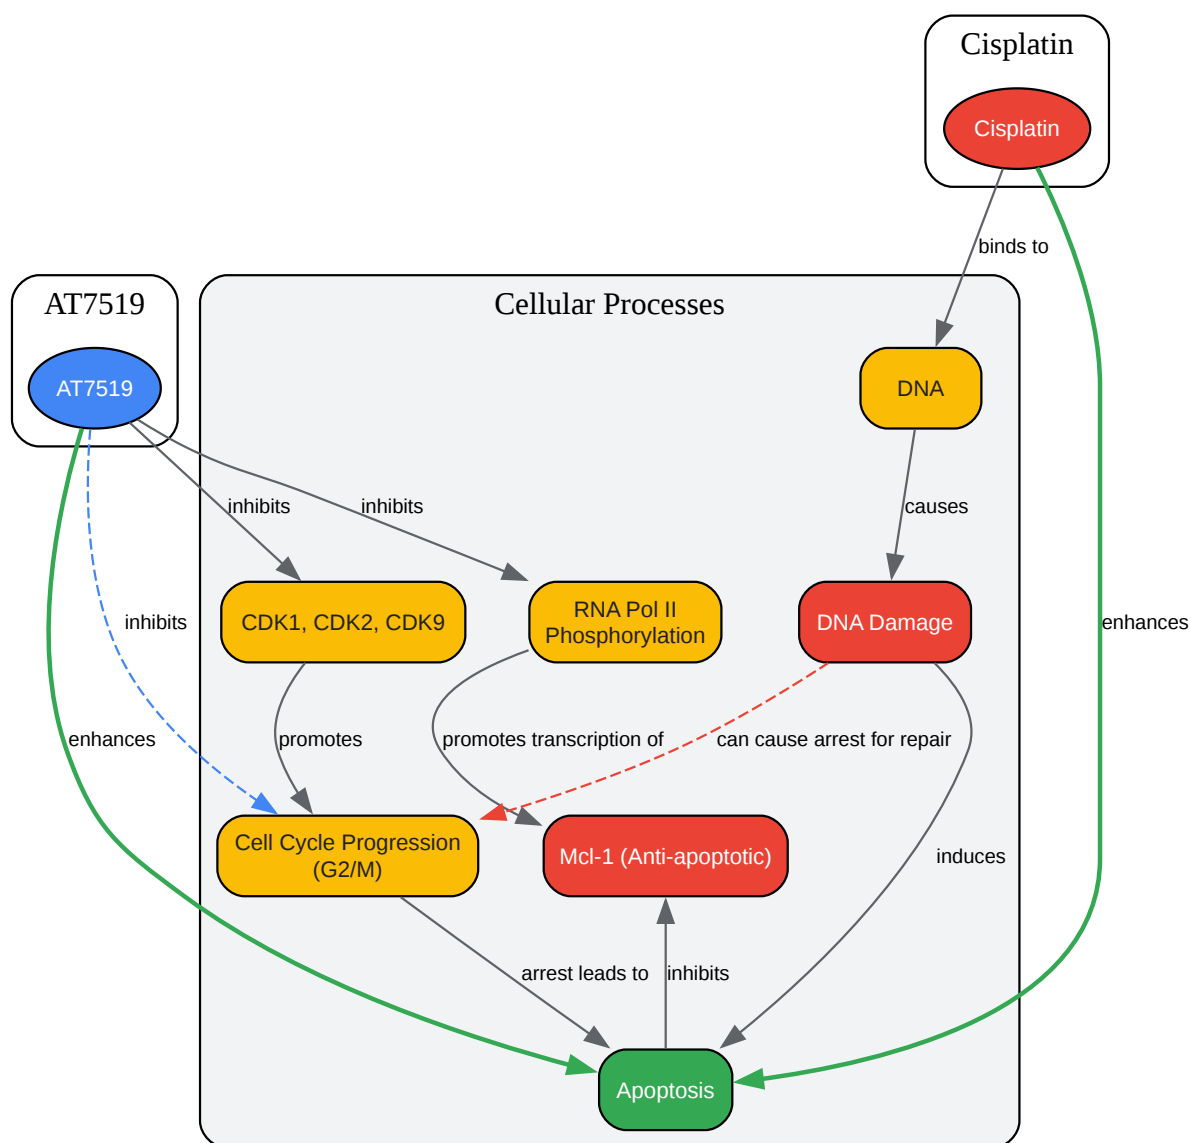 Cisplatin
Cisplatin
binds to
AT7519
Cellular Processes
AT7519
DNA
inhibits
inhibits
causes
CDK1, CDK2, CDK9
RNA Pol II
Phosphorylation
DNA Damage
inhibits
enhances
enhances
promotes
promotes transcription of
can cause arrest for repair
Cell Cycle Progression
(G2/M)
Mcl-1 (Anti-apoptotic)
induces
arrest leads to
inhibits
Apoptosis